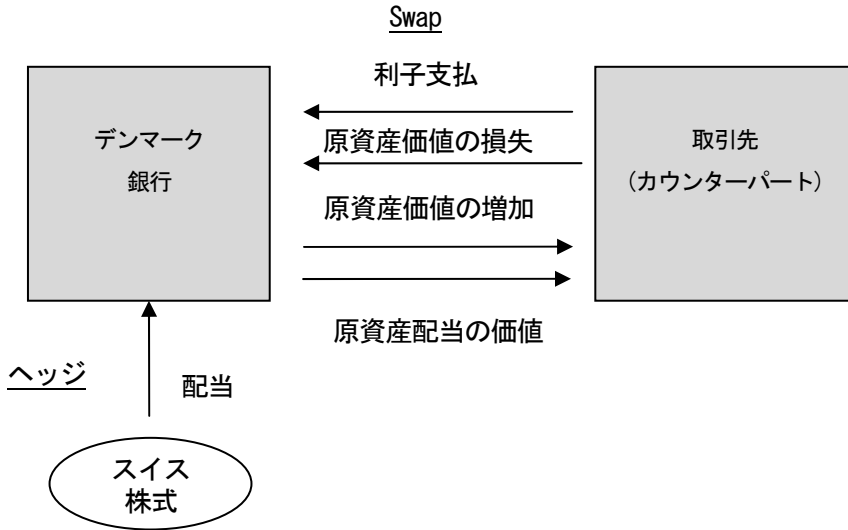 Swap
利子支払
デンマーク
銀行
原資産価値の損失
取引先
（カウンターパート）
原資産価値の増加
原資産配当の価値
ヘッジ
配当
スイス
株式